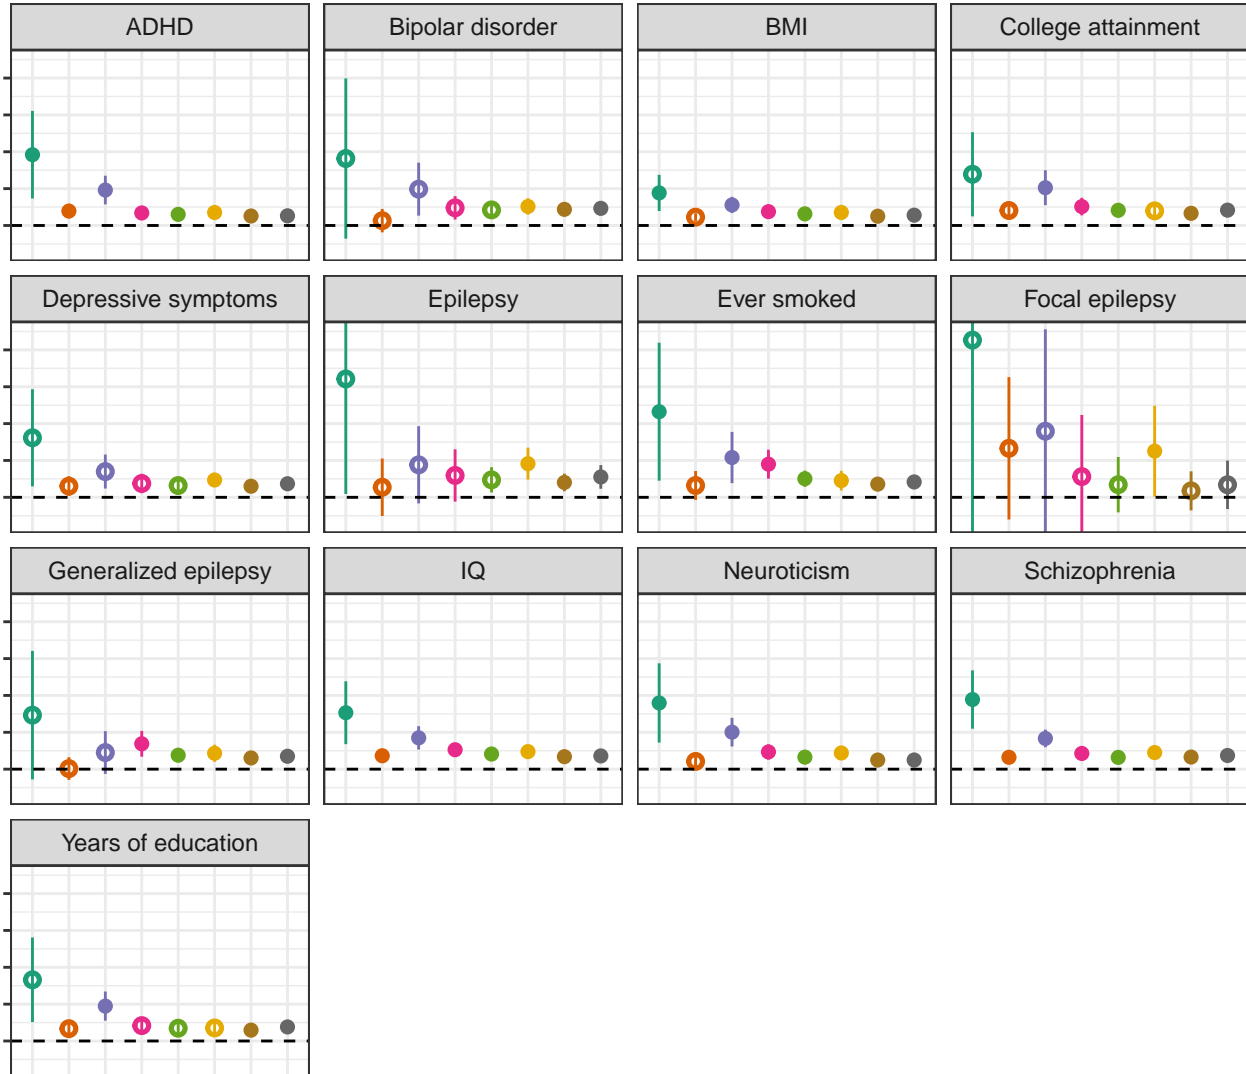 ADHD
Bipolar disorder
BMI
College attainment
Depressive symptoms
Epilepsy
Ever smoked
Focal epilepsy
Generalized epilepsy
IQ
Neuroticism
Schizophrenia
Years of education